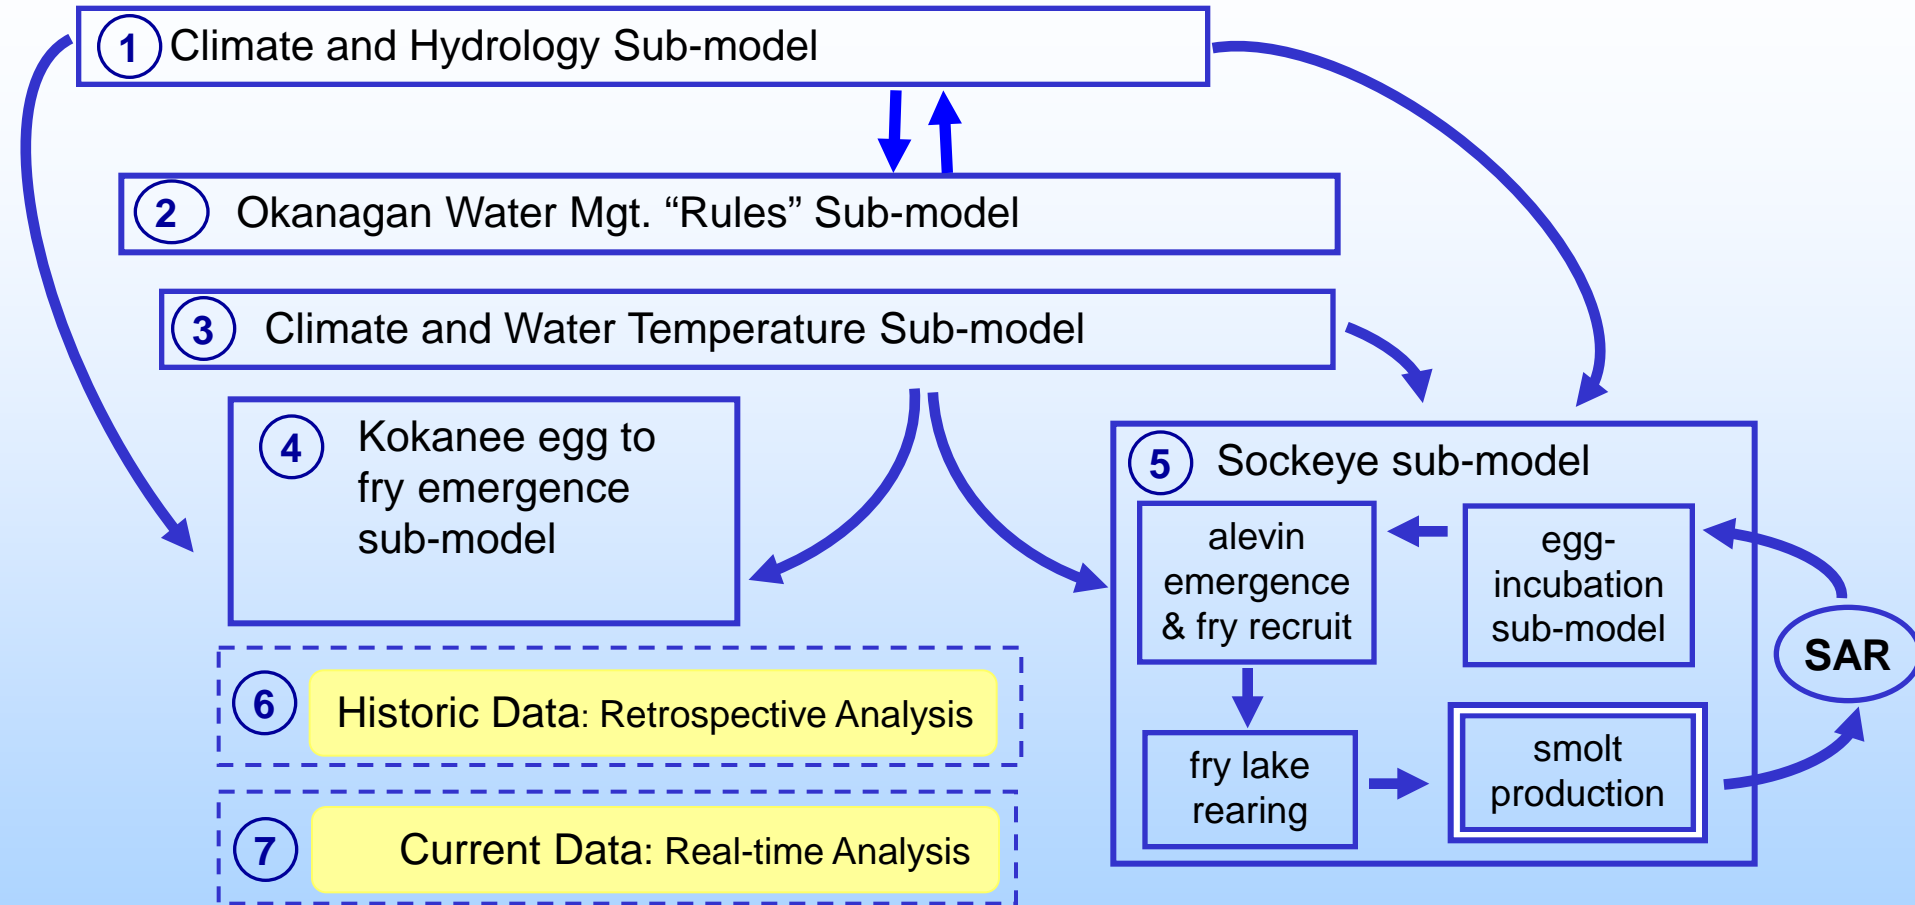 1 Climate and Hydrology Sub-model
2 Okanagan Water Mgt. “Rules” Sub-model
3 Climate and Water Temperature Sub-model
4 Kokanee egg to
fry emergence
sub-model
5 Sockeye sub-model
alevin
emergence
& fry recruit
egg-
incubation
sub-model
SAR
fry lake
rearing
smolt
production
6 Historic Data: Retrospective Analysis
7 Current Data: Real-time Analysis